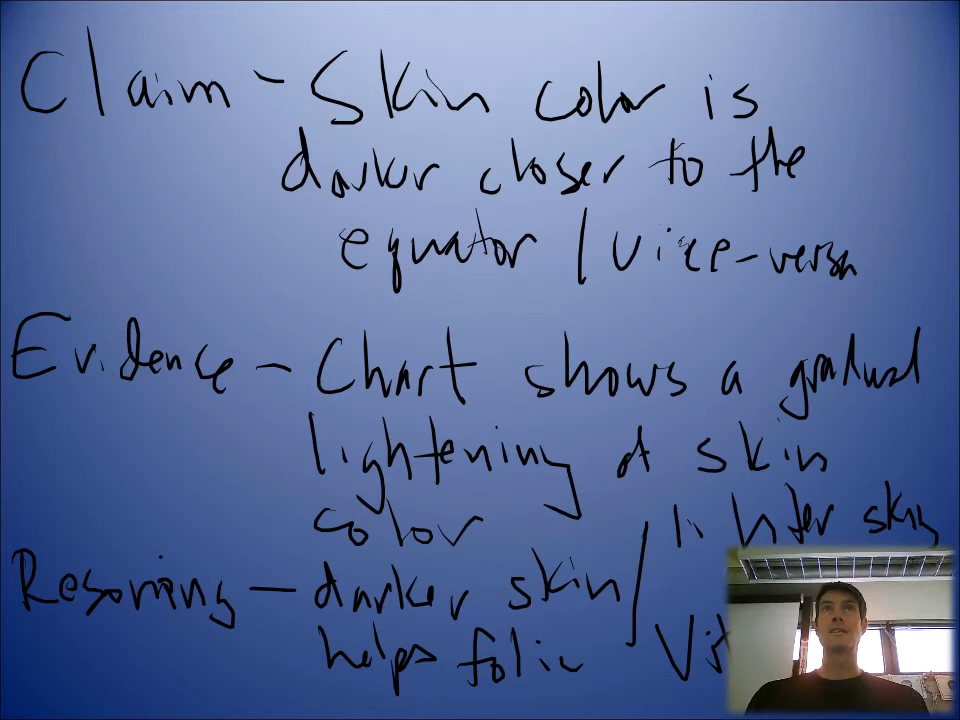 Claim - Skin color is
darker closer to the
equator / vice-versa
Evidence - Chart shows a gradual
lightening of skin
color
Resoning - darker skin / lighter skin
helps folic Vit